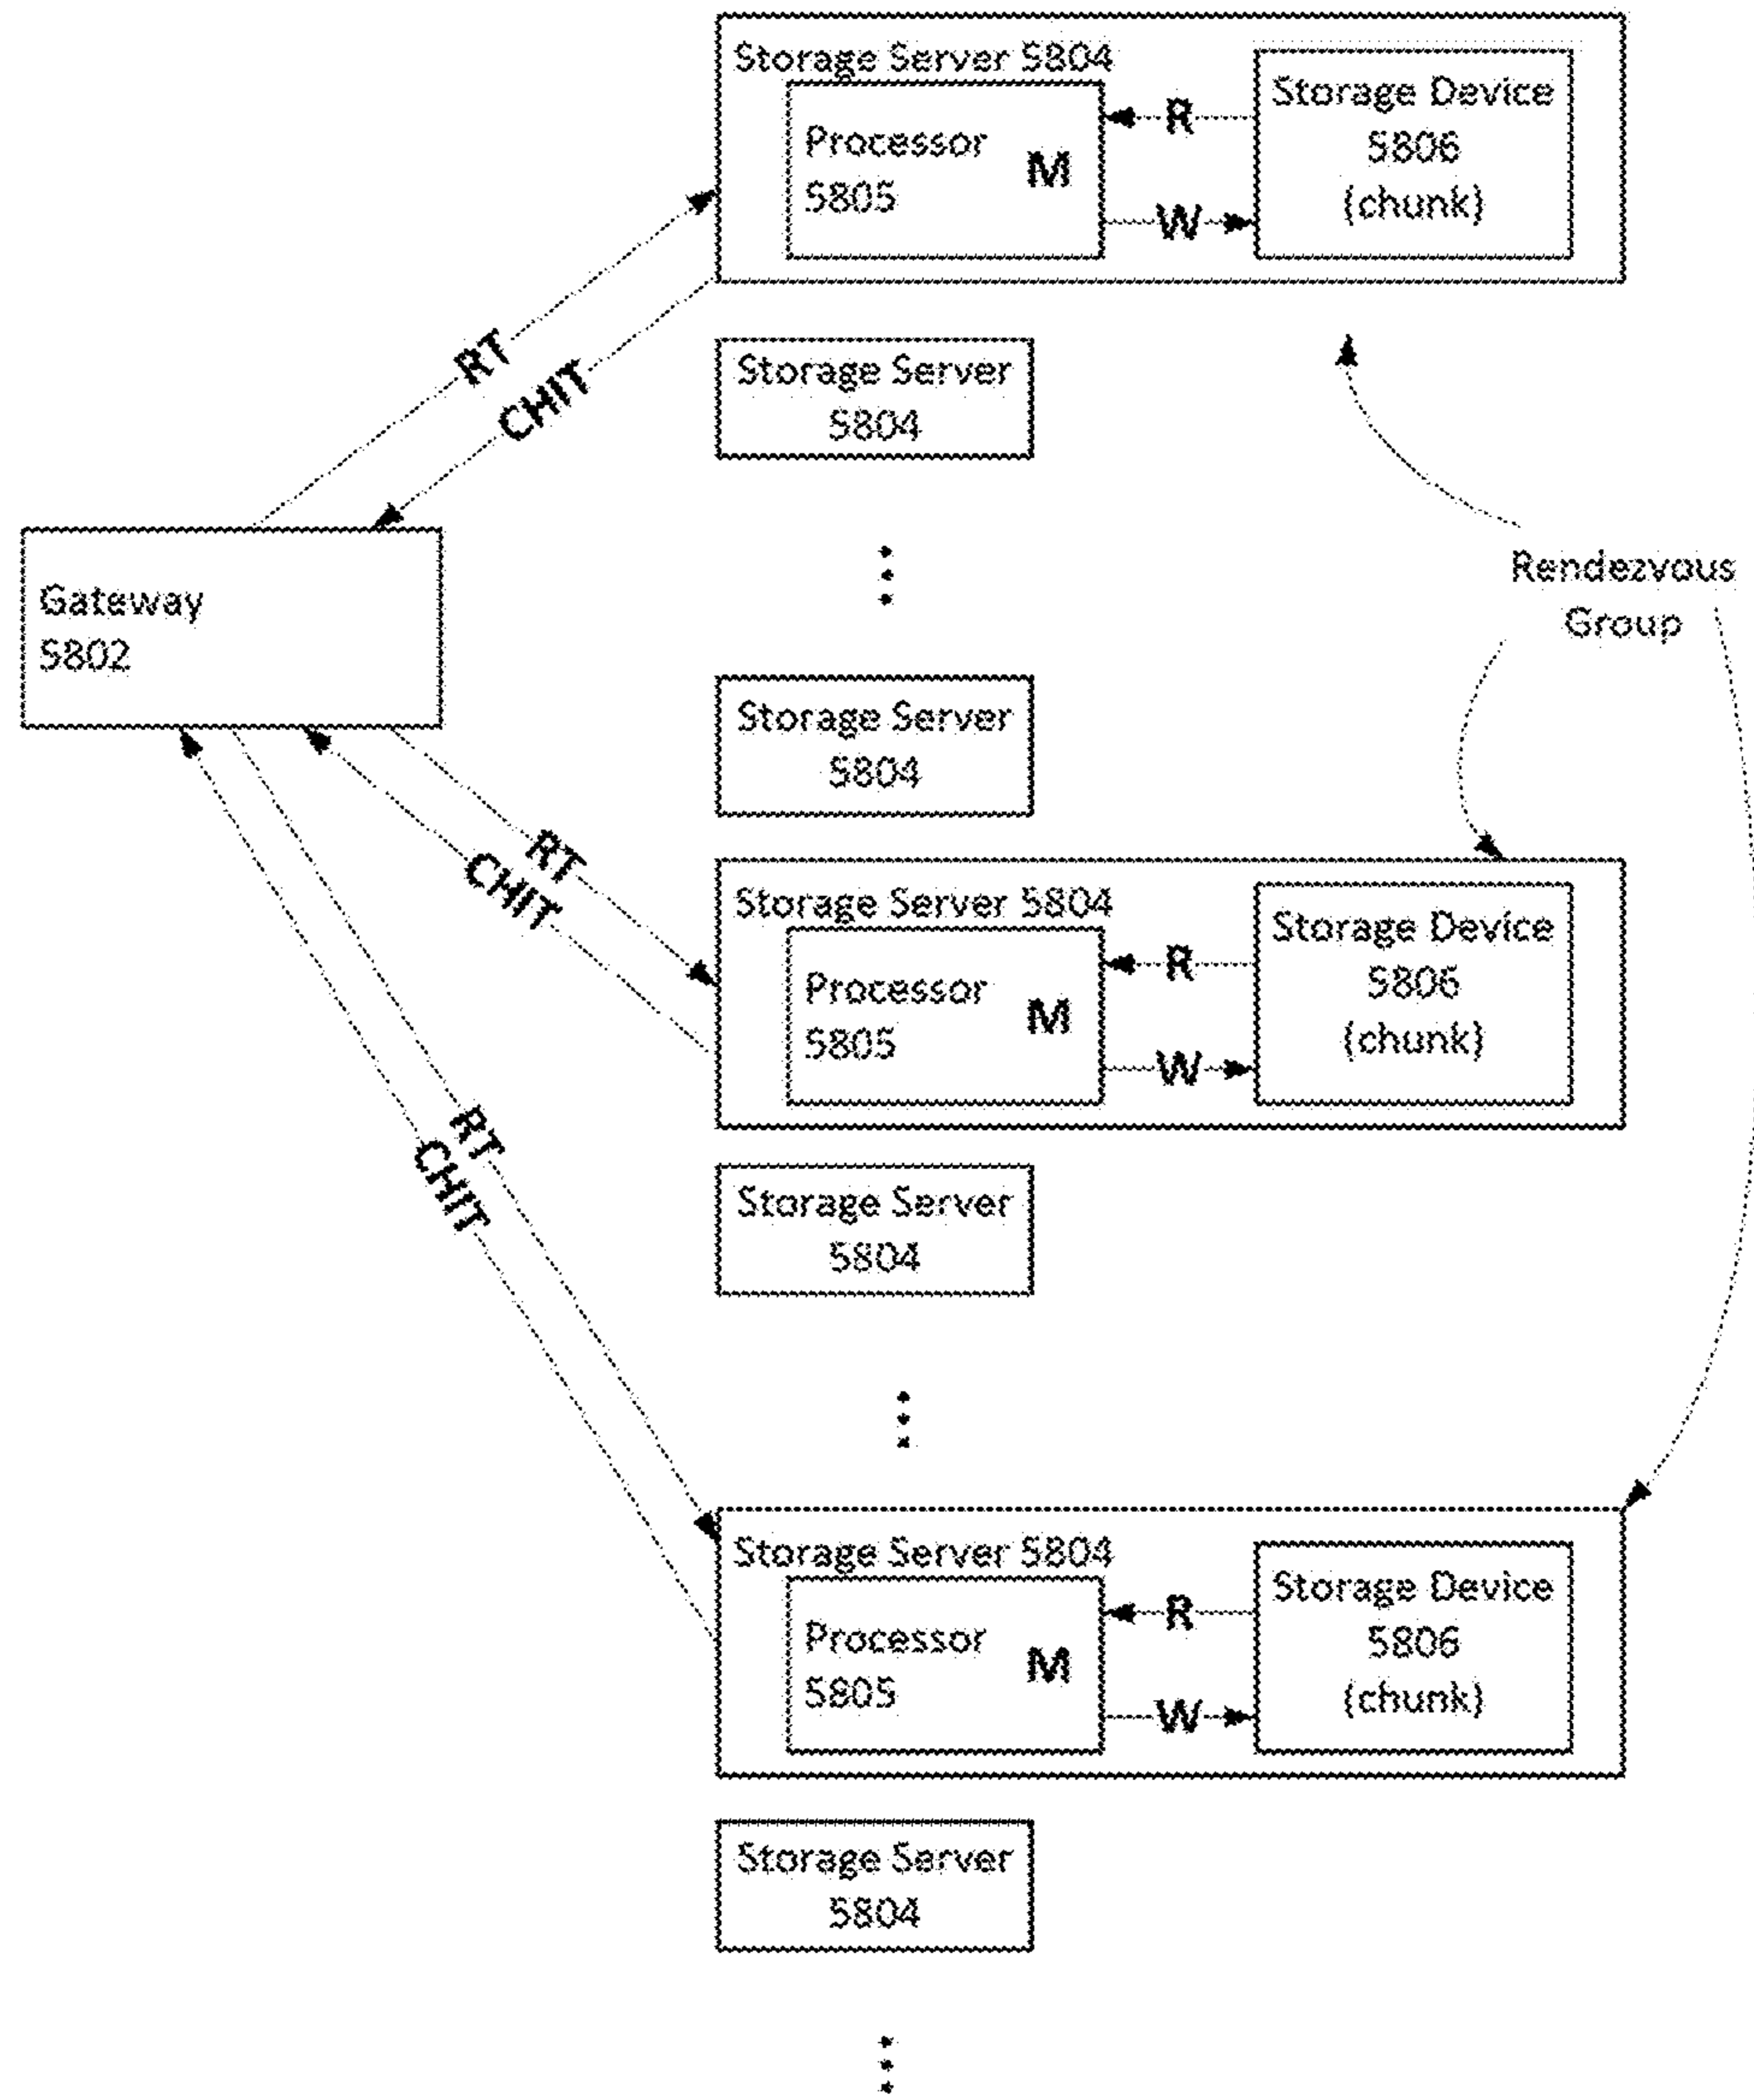 Storage Server 5804
Processor
5805
M
R
W
Storage Device
5806
(chunk)
RT
CHIT
Storage Server
5804
Gateway
5802
Rendezvous
Group
Storage Server
5804
RT
CHIT
Storage Server 5804
Processor
5805
M
R
W
Storage Device
5806
(chunk)
RT
CHIT
Storage Server
5804
Storage Server 5804
Processor
5805
M
R
W
Storage Device
5806
(chunk)
Storage Server
5804